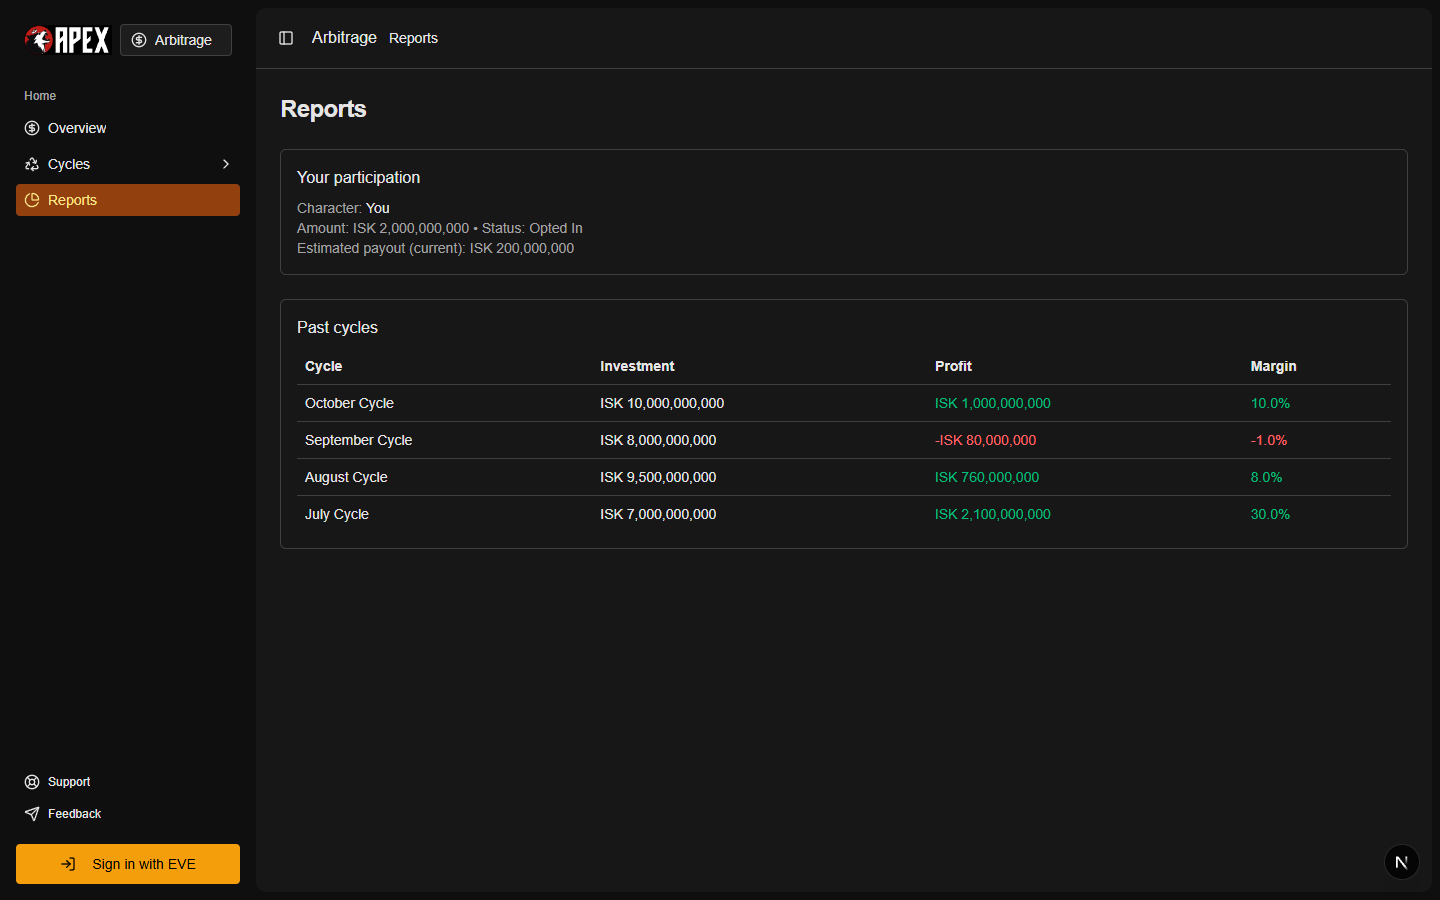 APEX
Arbitrage
Home
Overview
Cycles
Reports
Support
Feedback
Sign in with EVE
Arbitrage Reports
Reports
Your participation
Character: You
Amount: ISK 2,000,000,000 • Status: Opted In
Estimated payout (current): ISK 200,000,000
Past cycles
Cycle Investment Profit Margin
October Cycle ISK 10,000,000,000 ISK 1,000,000,000 10.0%
September Cycle ISK 8,000,000,000 -ISK 80,000,000 -1.0%
August Cycle ISK 9,500,000,000 ISK 760,000,000 8.0%
July Cycle ISK 7,000,000,000 ISK 2,100,000,000 30.0%
N